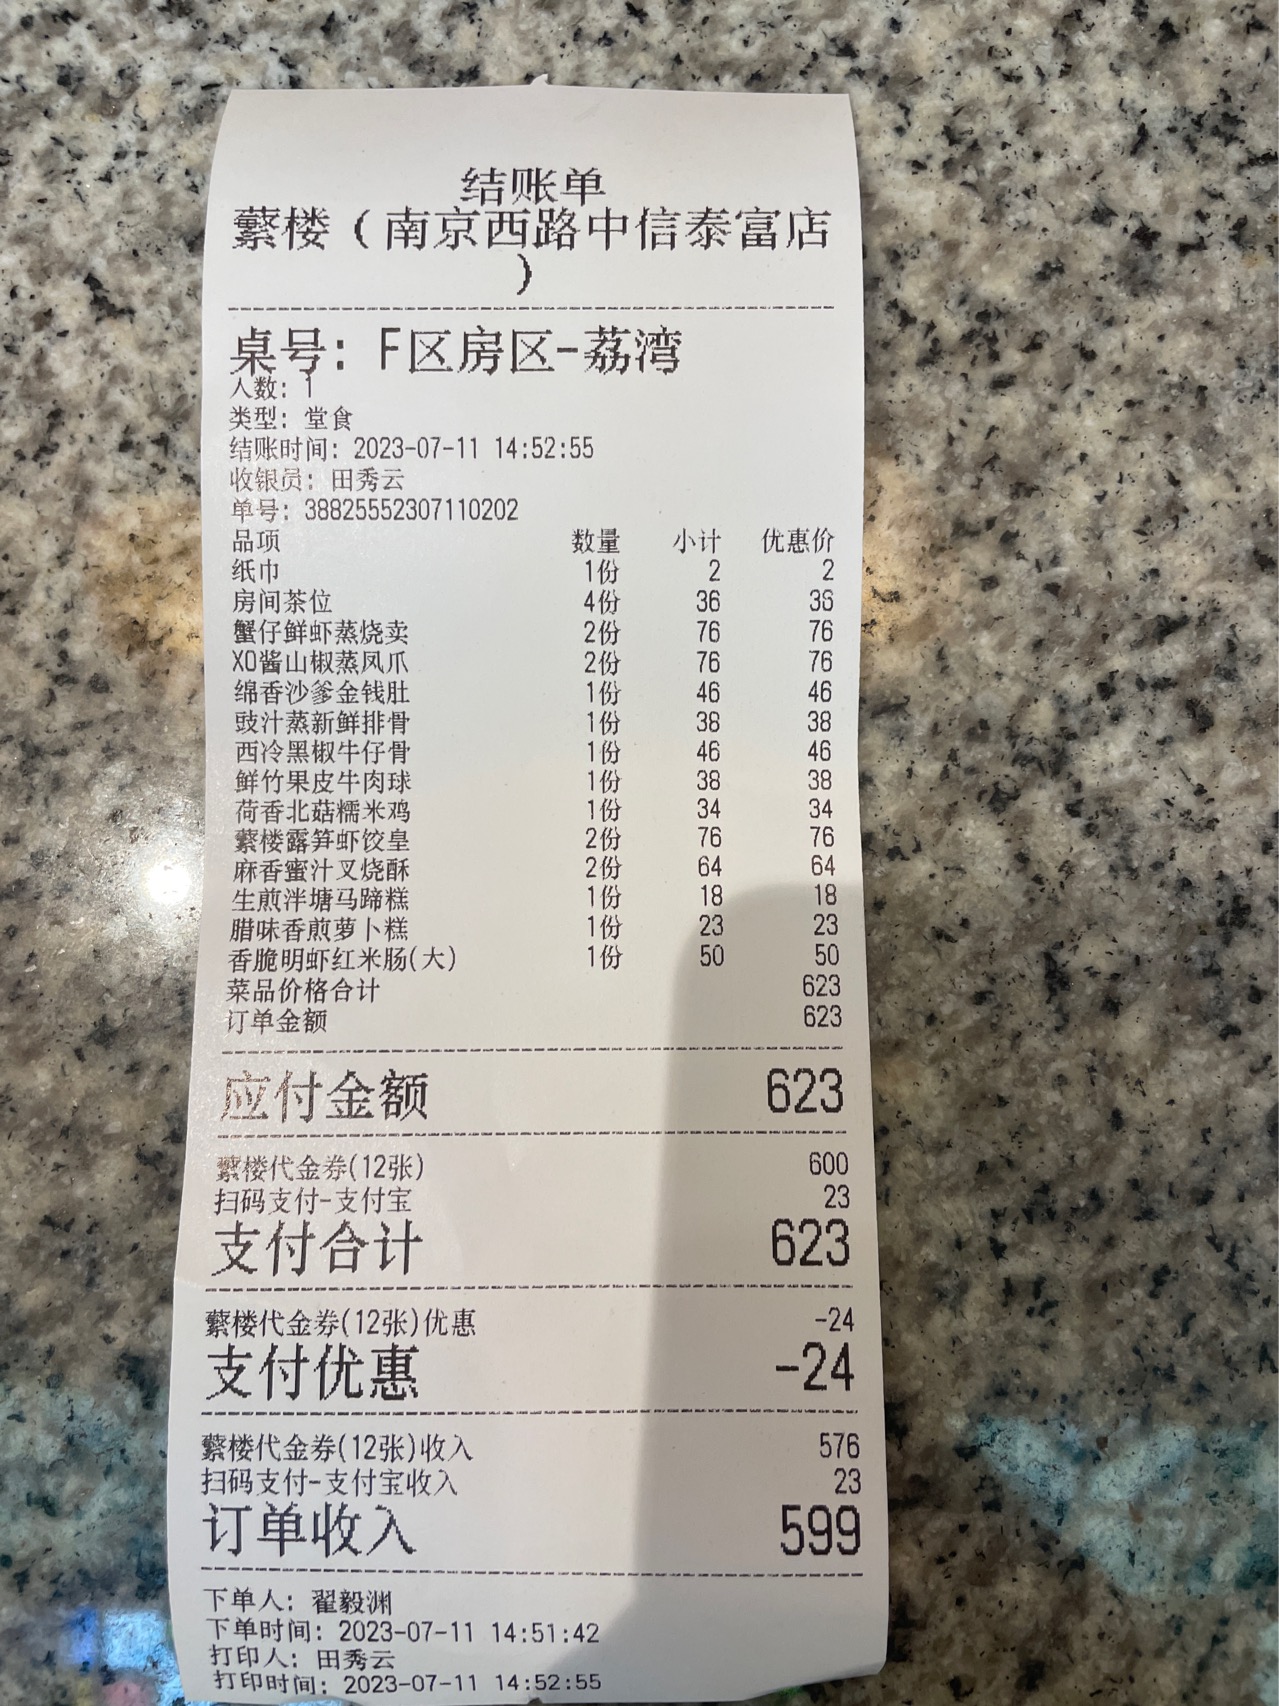 结账单
蘩楼（南京西路中信泰富店
）
桌号：F区房区-荔湾
人数：1
类型：堂食
结账时间：2023-07-11 14:52:55
收银员：田秀云
单号：38825552307110202
品项 数量 小计 优惠价
纸巾 1份 2 2
房间茶位 4份 36 36
蟹仔鲜虾蒸烧卖 2份 76 76
XO酱山椒蒸凤爪 2份 76 76
绵香沙爹金钱肚 1份 46 46
豉汁蒸新鲜排骨 1份 38 38
西冷黑椒牛仔骨 1份 46 46
鲜竹果皮牛肉球 1份 38 38
荷香北菇糯米鸡 1份 34 34
蘩楼露笋虾饺皇 2份 76 76
麻香蜜汁叉烧酥 2份 64 64
生煎泮塘马蹄糕 1份 18 18
腊味香煎萝卜糕 1份 23 23
香脆明虾红米肠(大) 1份 50 50
菜品价格合计 623
订单金额 623
应付金额 623
蘩楼代金券(12张) 600
扫码支付-支付宝 23
支付合计 623
蘩楼代金券(12张)优惠 -24
支付优惠 -24
蘩楼代金券(12张)收入 576
扫码支付-支付宝收入 23
订单收入 599
下单人：翟毅渊
下单时间：2023-07-11 14:51:42
打印人：田秀云
打印时间：2023-07-11 14:52:55